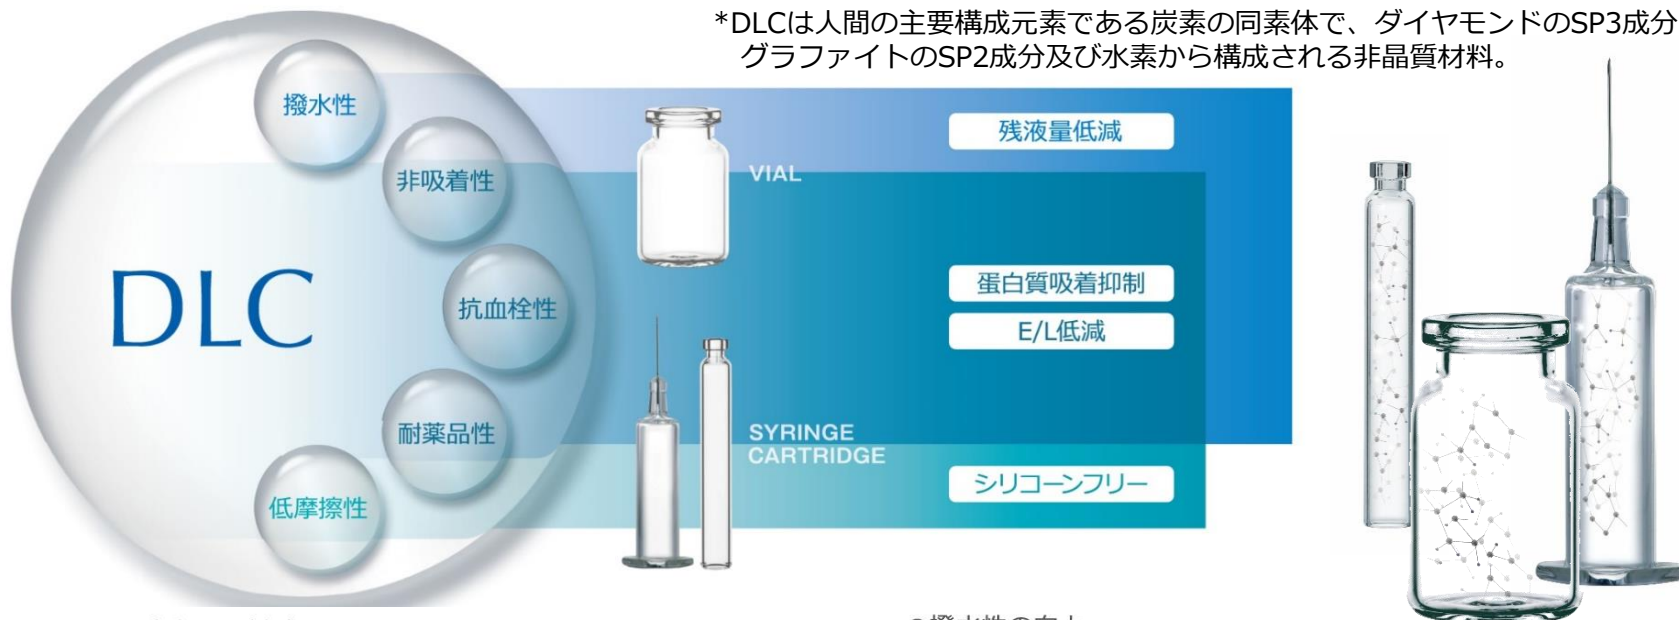 *DLCは人間の主要構成元素である炭素の同素体で、ダイヤモンドのSP3成分
グラファイトのSP2成分及び水素から構成される非晶質材料。
撥水性
残液量低減
VIAL
非吸着性
DLC
抗血栓性
蛋白質吸着抑制
E/L低減
耐薬品性
SYRINGE
CARTRIDGE
シリコーンフリー
低摩擦性